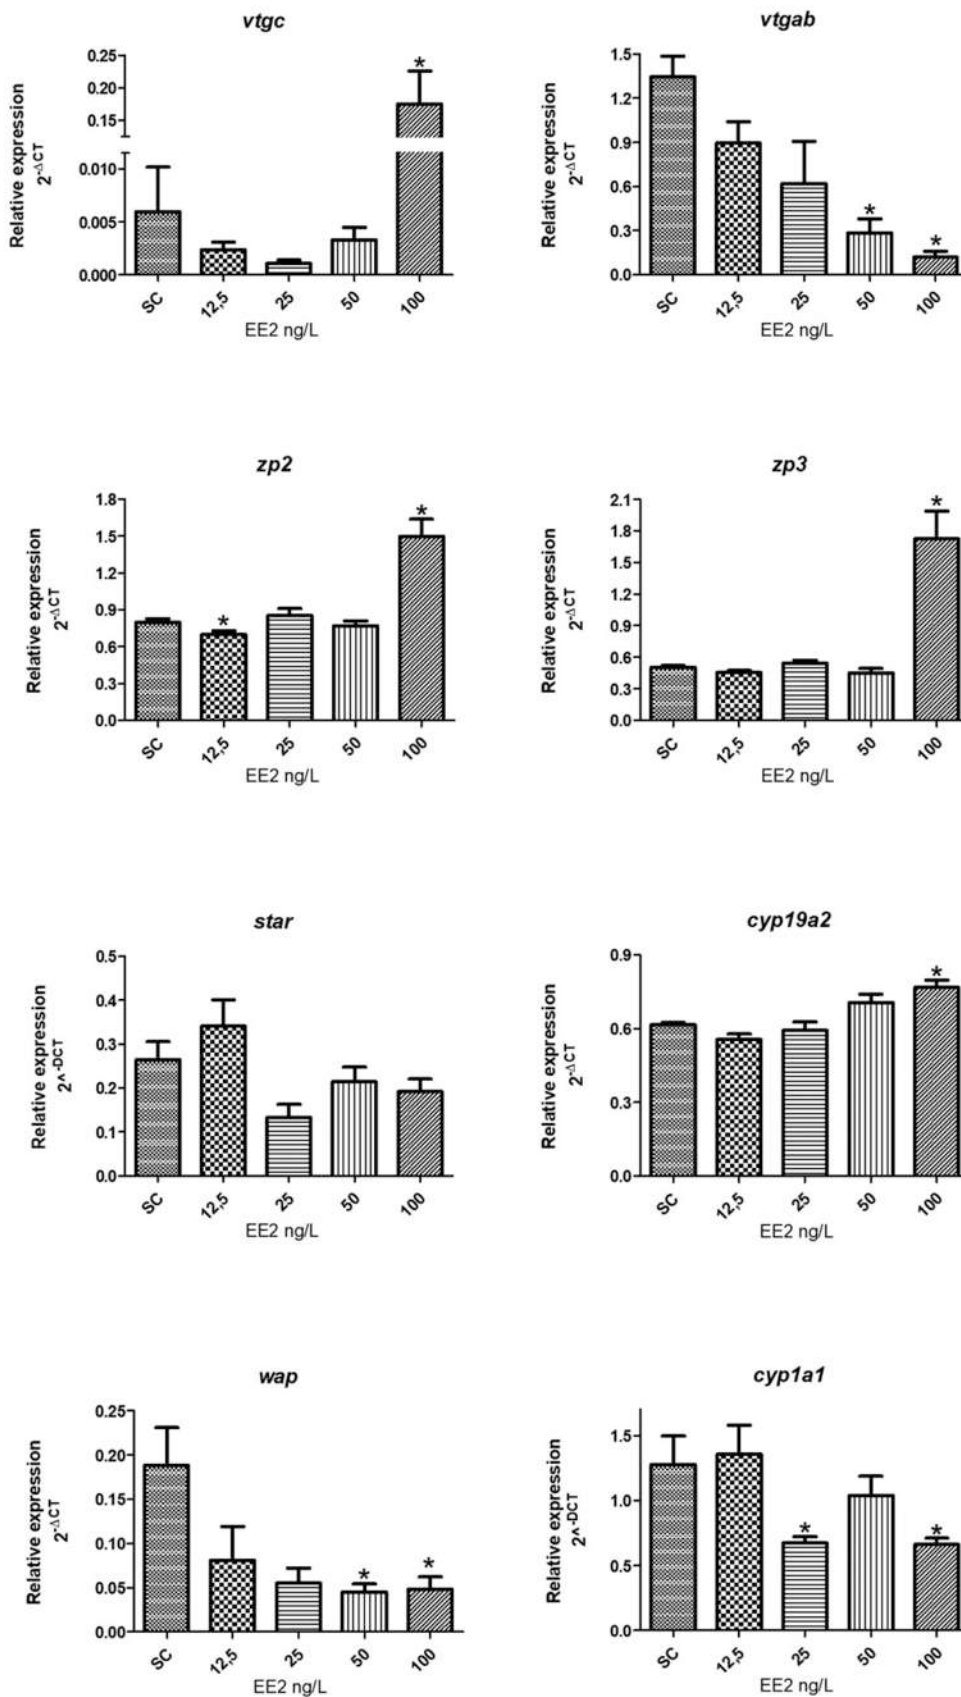 vtgc
Relative expression
2^-ΔCT
0.25
0.20
0.15
0.010
0.005
0.000
*
SC
12,5
25
50
100
EE2 ng/L
vtgab
Relative expression
2^-ΔCT
1.5
1.2
0.9
0.6
0.3
0.0
*
*
SC
12,5
25
50
100
EE2 ng/L
zp2
Relative expression
2^-ΔCT
1.8
1.5
1.2
0.9
0.6
0.3
0.0
*
*
SC
12,5
25
50
100
EE2 ng/L
zp3
Relative expression
2^-ΔCT
2.1
1.8
1.5
1.2
0.9
0.6
0.3
0.0
*
SC
12,5
25
50
100
EE2 ng/L
star
Relative expression
2^-DCT
0.5
0.4
0.3
0.2
0.1
0.0
SC
12,5
25
50
100
EE2 ng/L
cyp19a2
Relative expression
2^-ΔCT
0.9
0.6
0.3
0.0
*
SC
12,5
25
50
100
EE2 ng/L
wap
Relative expression
2^-ΔCT
0.25
0.20
0.15
0.10
0.05
0.00
*
*
SC
12,5
25
50
100
EE2 ng/L
cyp1a1
Relative expression
2^-DCT
1.5
1.0
0.5
0.0
*
*
SC
12,5
25
50
100
EE2 ng/L